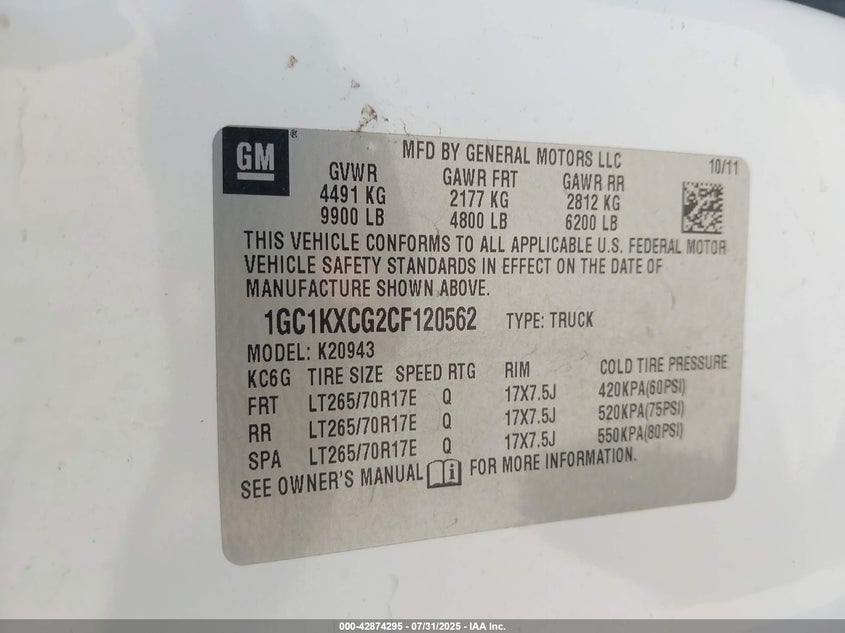 GM ®
MFD BY GENERAL MOTORS LLC 10/11
GVWR GAWR FRT GAWR RR
4491 KG 2177 KG 2812 KG
9900 LB 4800 LB 6200 LB
THIS VEHICLE CONFORMS TO ALL APPLICABLE U.S. FEDERAL MOTOR
VEHICLE SAFETY STANDARDS IN EFFECT ON THE DATE OF
MANUFACTURE SHOWN ABOVE.
1GC1KXCG2CF120562 TYPE: TRUCK
MODEL: K20943
KC6G TIRE SIZE SPEED RTG RIM COLD TIRE PRESSURE
FRT LT265/70R17E Q 17X7.5J 420KPA(60PSI)
RR LT265/70R17E Q 17X7.5J 520KPA(75PSI)
SPA LT265/70R17E Q 17X7.5J 550KPA(80PSI)
SEE OWNER'S MANUAL i FOR MORE INFORMATION.
000-42874295 - 07/31/2025 - IAA Inc.